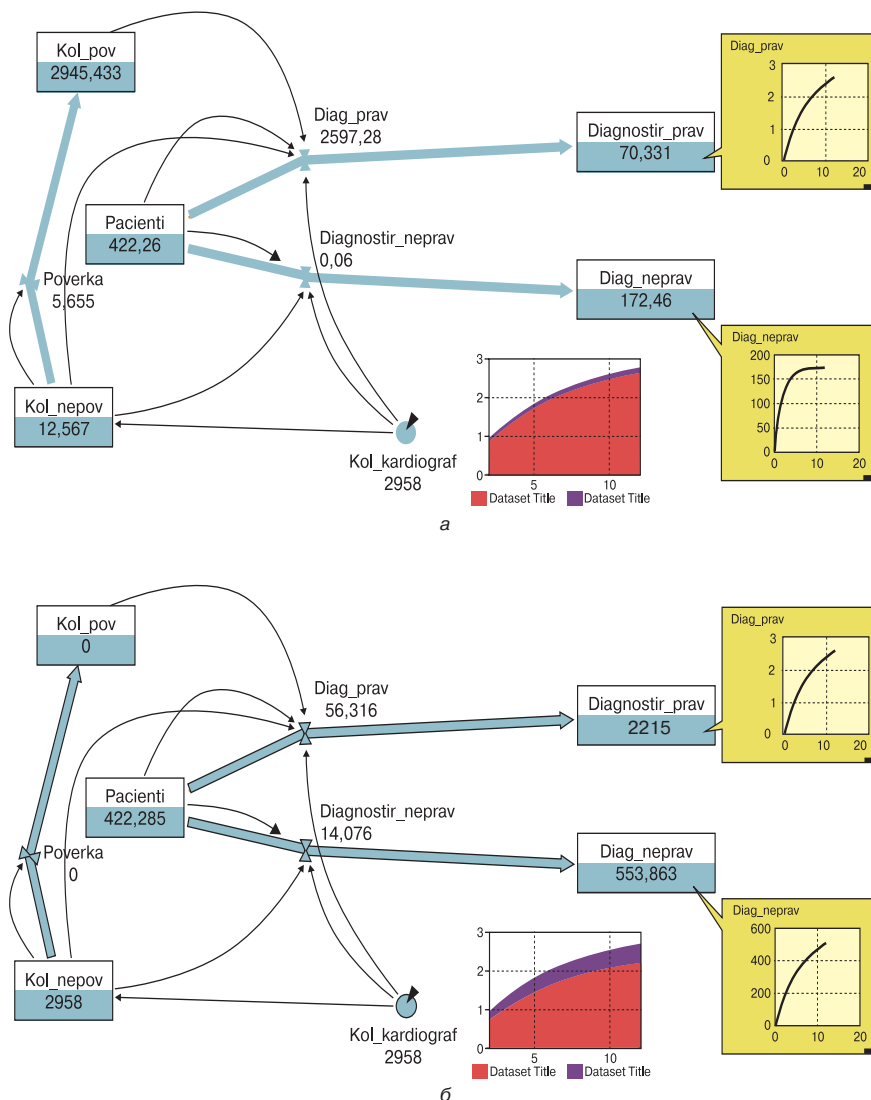 Kol_pov
2945,433
Diag_prav
2597,28
Diagnostir_prav
70,331
Diag_prav
3
2
1
0
0
10
20
Pacienti
422,26
Diagnostir_neprav
0,06
Poverka
5,655
Diag_neprav
172,46
Kol_nepov
12,567
Kol_kardiograf
2958
3
2
1
0
5
10
Dataset Title
Dataset Title
Diag_neprav
200
150
100
50
0
0
10
20
а
Kol_pov
0
Diag_prav
56,316
Diagnostir_prav
2215
Diag_prav
3
2
1
0
0
10
20
Pacienti
422,285
Diagnostir_neprav
14,076
Poverka
0
Diag_neprav
553,863
Kol_nepov
2958
Kol_kardiograf
2958
3
2
1
0
5
10
Dataset Title
Dataset Title
Diag_neprav
600
400
200
0
0
10
20
б